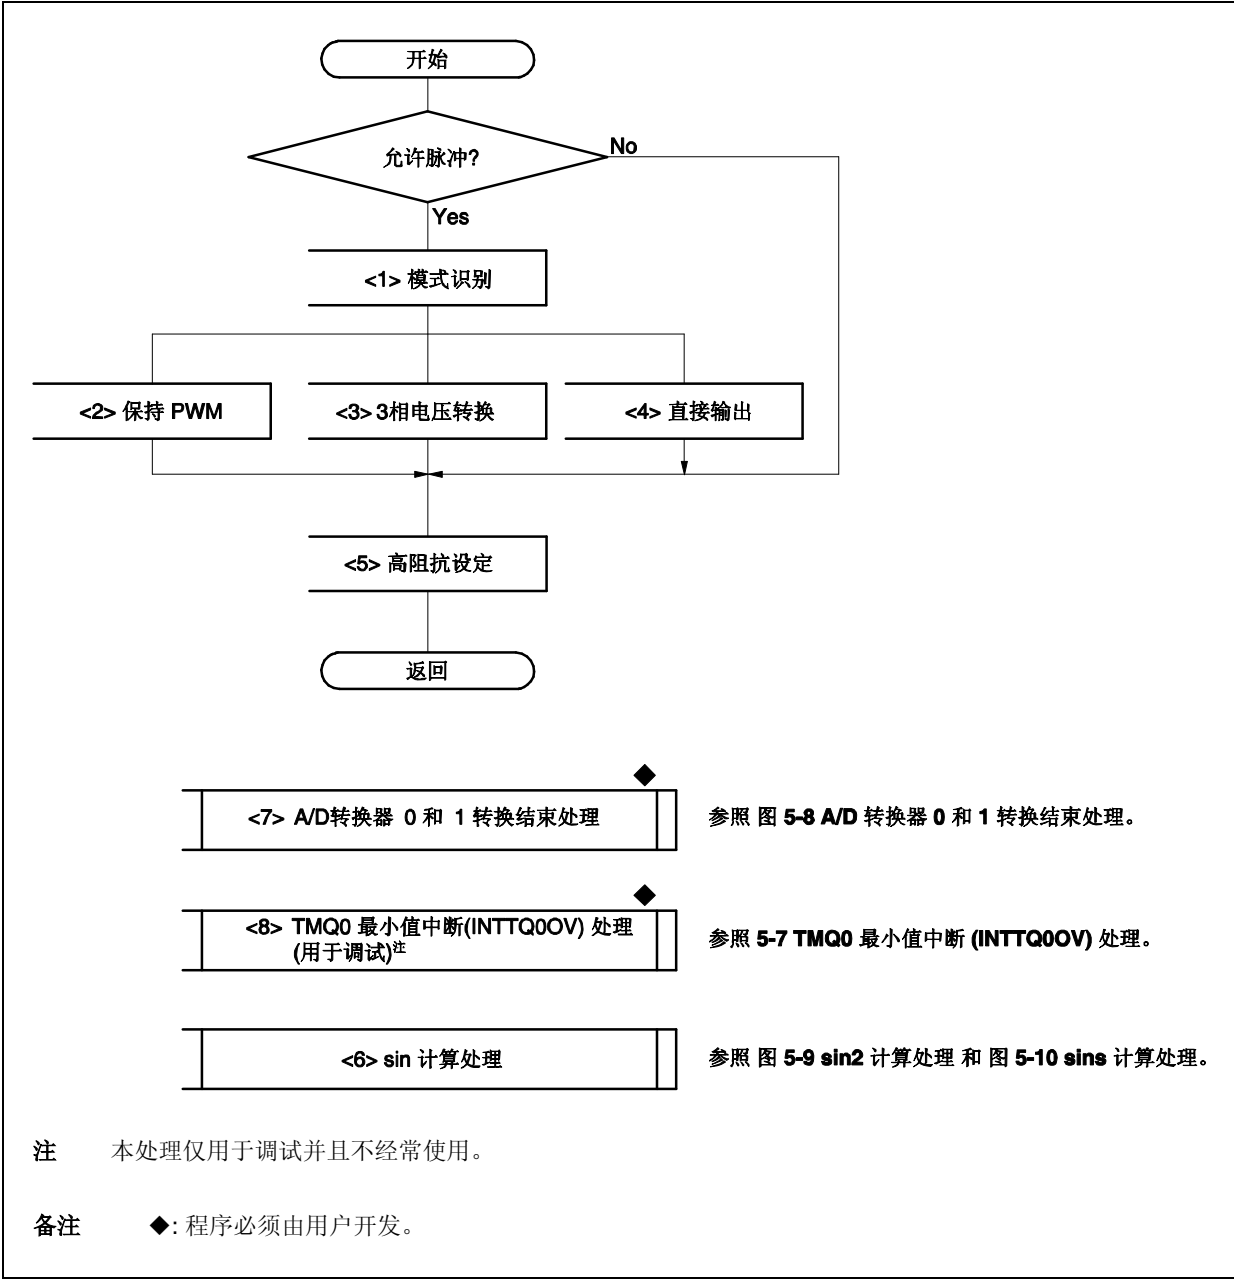 开始
允许脉冲?
No
Yes
<1> 模式识别
<2> 保持 PWM
<3> 3相电压转换
<4> 直接输出
<5> 高阻抗设定
返回
◆
<7> A/D转换器 0 和 1 转换结束处理
参照 图 5-8 A/D 转换器 0 和 1 转换结束处理。
◆
<8> TMQ0 最小值中断(INTTQ0OV) 处理
(用于调试)注
参照 5-7 TMQ0 最小值中断 (INTTQ0OV) 处理。
<6> sin 计算处理
参照 图 5-9 sin2 计算处理 和 图 5-10 sins 计算处理。
注 本处理仅用于调试并且不经常使用。
备注 ◆: 程序必须由用户开发。